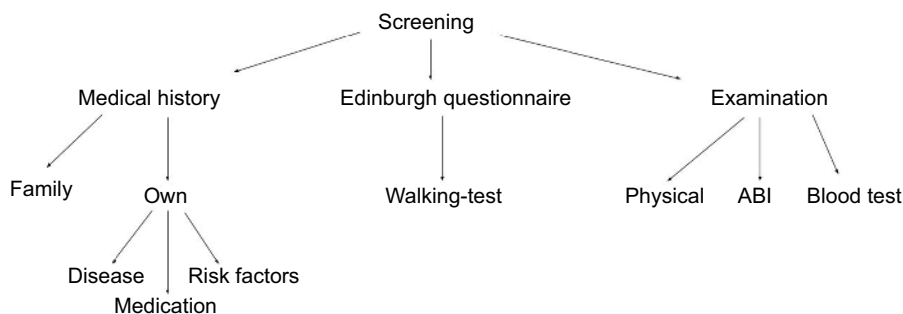 Screening
Medical history
Edinburgh questionnaire
Examination
Family
Own
Walking-test
Physical
ABI
Blood test
Disease
Risk factors
Medication